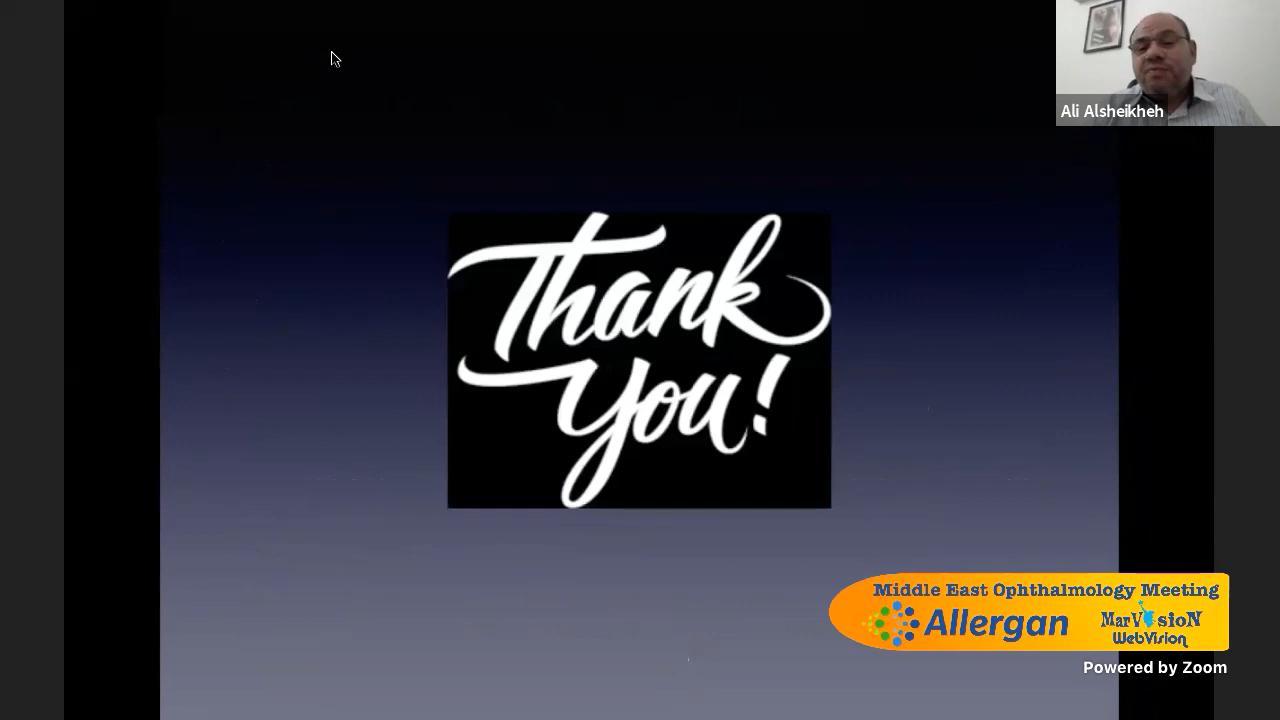 Ali Alsheikheh
Thank
You!
Middle East Ophthalmology Meeting
Allergan
MarVisioN
WebVision
Powered by Zoom